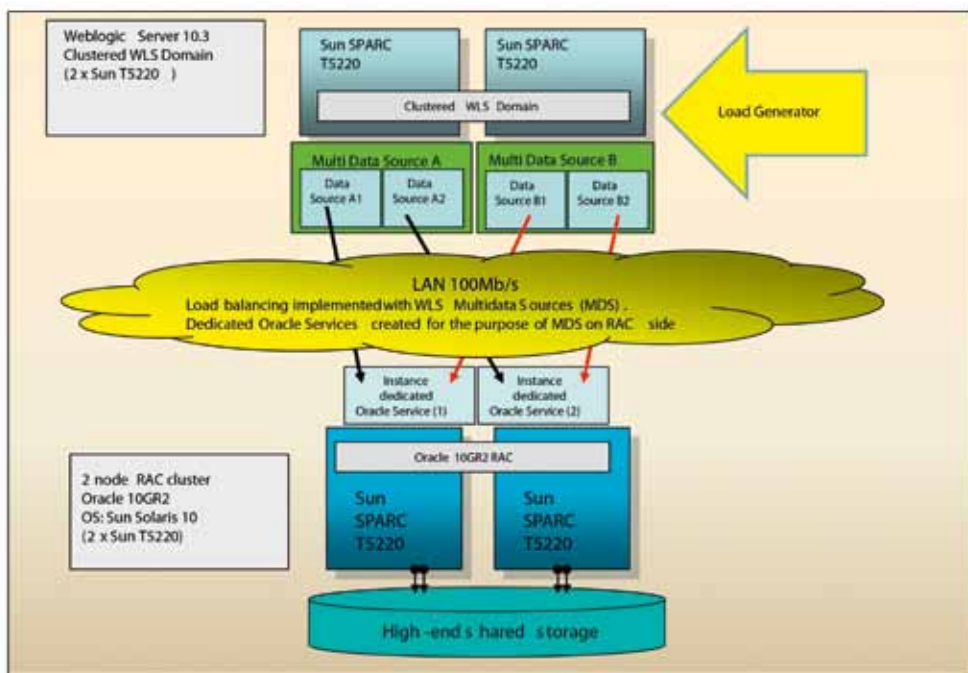 Weblogic Server 10.3
Clustered WLS Domain
(2 x Sun T5220 )
Sun SPARC
T5220
Sun SPARC
T5220
Clustered WLS Domain
Load Generator
Multi Data Source A
Data
Source A1
Data
Source A2
Multi Data Source B
Data
Source B1
Data
Source B2
LAN 100Mb/s
Load balancing implemented with WLS Multidata Sources (MDS) .
Dedicated Oracle Services created for the purpose of MDS on RAC side
Instance
dedicated
Oracle Service (1)
Instance
dedicated
Oracle Service (2)
Oracle 10GR2 RAC
2 node RAC cluster
Oracle 10GR2
OS: Sun Solaris 10
(2 x Sun T5220)
Sun
SPARC
T5220
Sun
SPARC
T5220
High -end s hared s torage